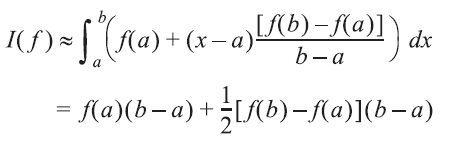 I(f) ≈ ∫_a^b ( f(a) + (x – a) [f(b) – f(a)] / (b – a) ) dx
= f(a)(b – a) + 1/2 [f(b) – f(a)](b – a)